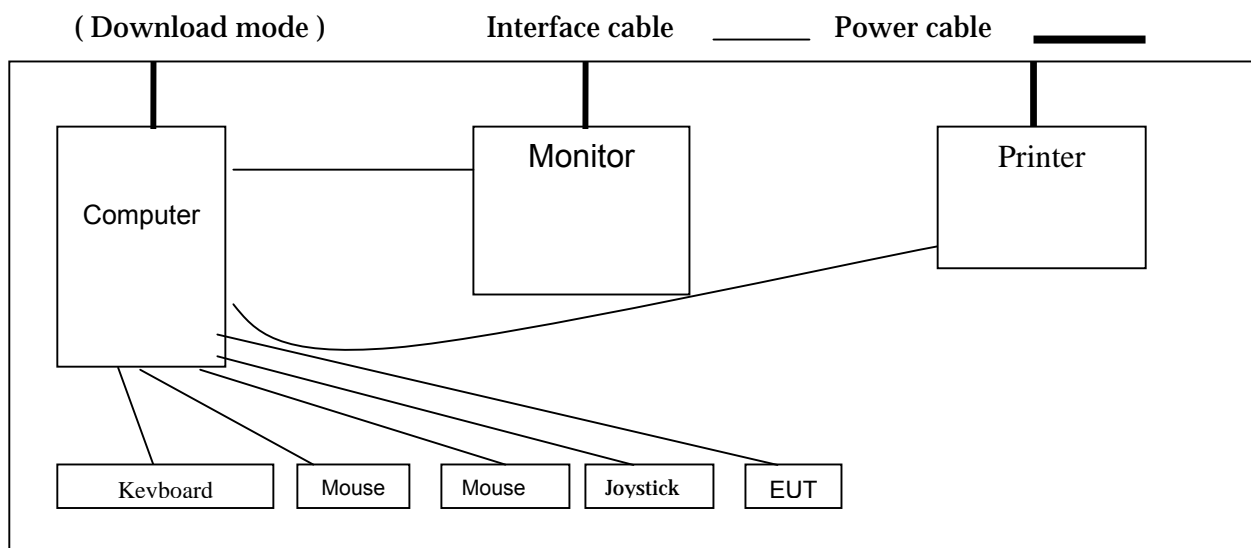 ( Download mode ) Interface cable Power cable
Monitor Printer
Computer
Kevboard Mouse Mouse Joystick EUT